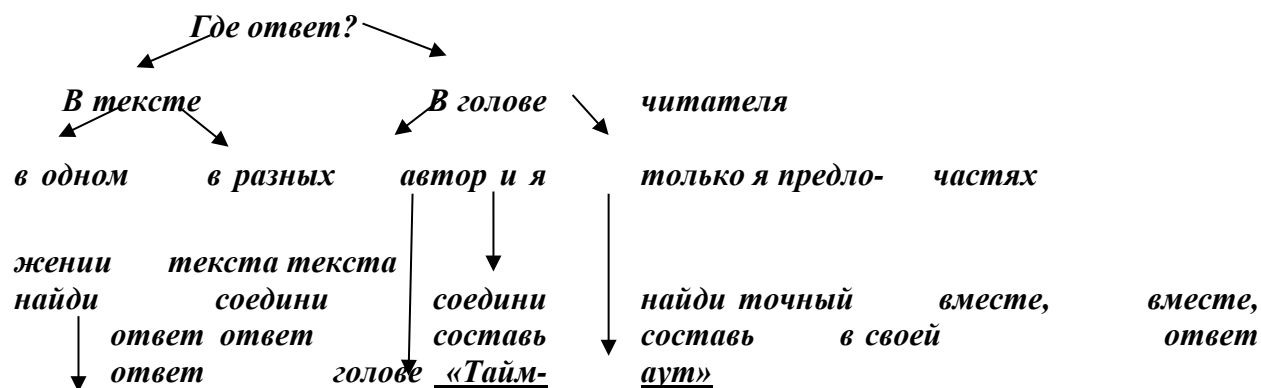 Где ответ?
В тексте В голове читателя
в одном в разных автор и я только я предло- частях
жении текста текста
найди соедини соедини найди точный вместе, вместе,
ответ ответ составь составь в своей ответ
ответ голове «Тайм- аут»